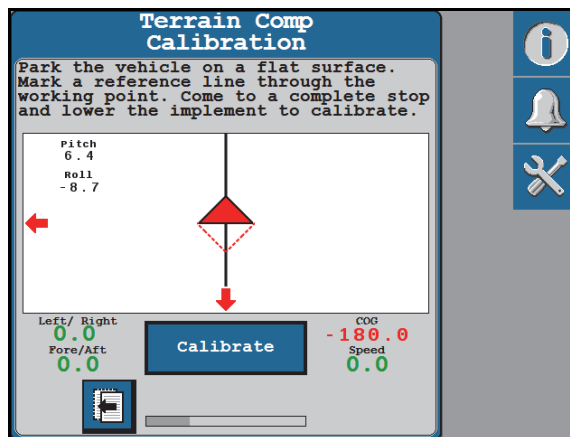 Terrain Comp
Calibration
Park the vehicle on a flat surface.
Mark a reference line through the
working point. Come to a complete stop
and lower the implement to calibrate.
Pitch
6.4
Roll
-8.7
Left/ Right
0.0
Fore/Aft
0.0
Calibrate
COG
-180.0
Speed
0.0